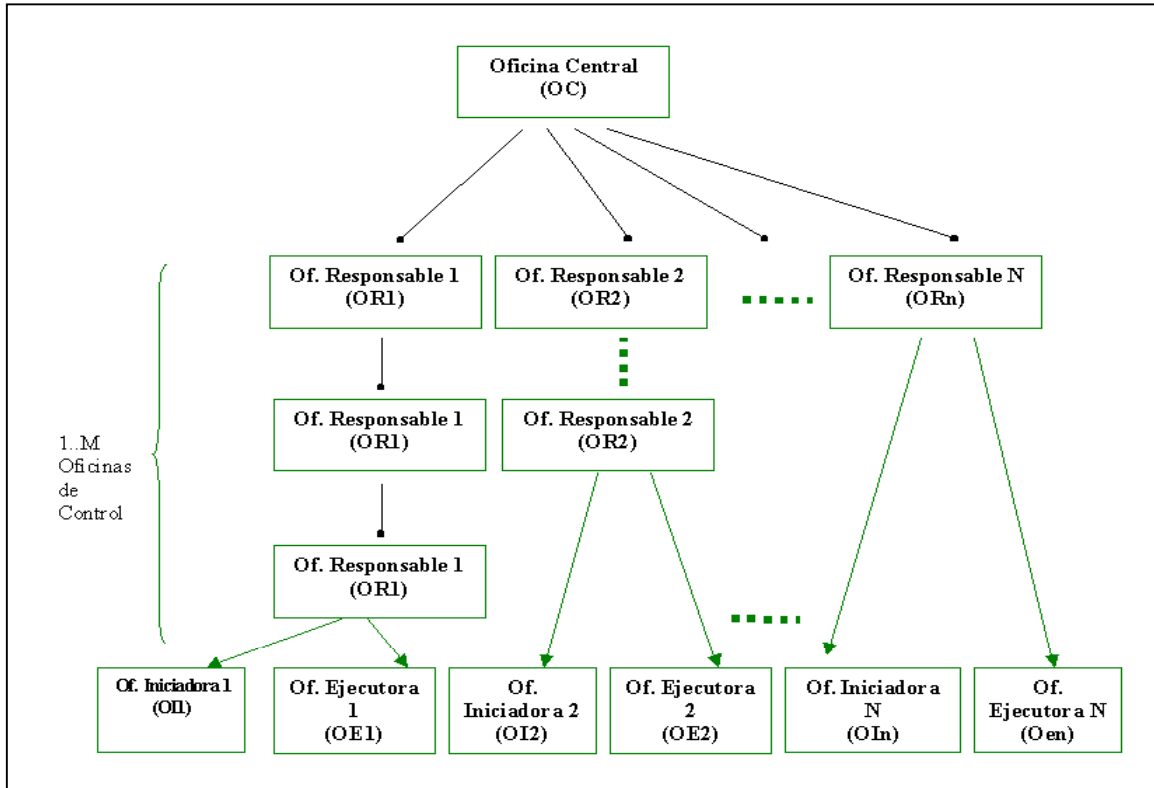 Oficina Central
(OC)
Of. Responsable 1
(OR1)
Of. Responsable 2
(OR2)
Of. Responsable N
(ORn)
Of. Responsable 1
(OR1)
Of. Responsable 2
(OR2)
1..M
Oficinas
de
Control
Of. Responsable 1
(OR1)
Of. Iniciadora 1
(OI1)
Of. Ejecutora
1
(OE1)
Of.
Iniciadora 2
(OI2)
Of. Ejecutora
2
(OE2)
Of. Iniciadora
N
(OIn)
Of.
Ejecutora N
(Oen)